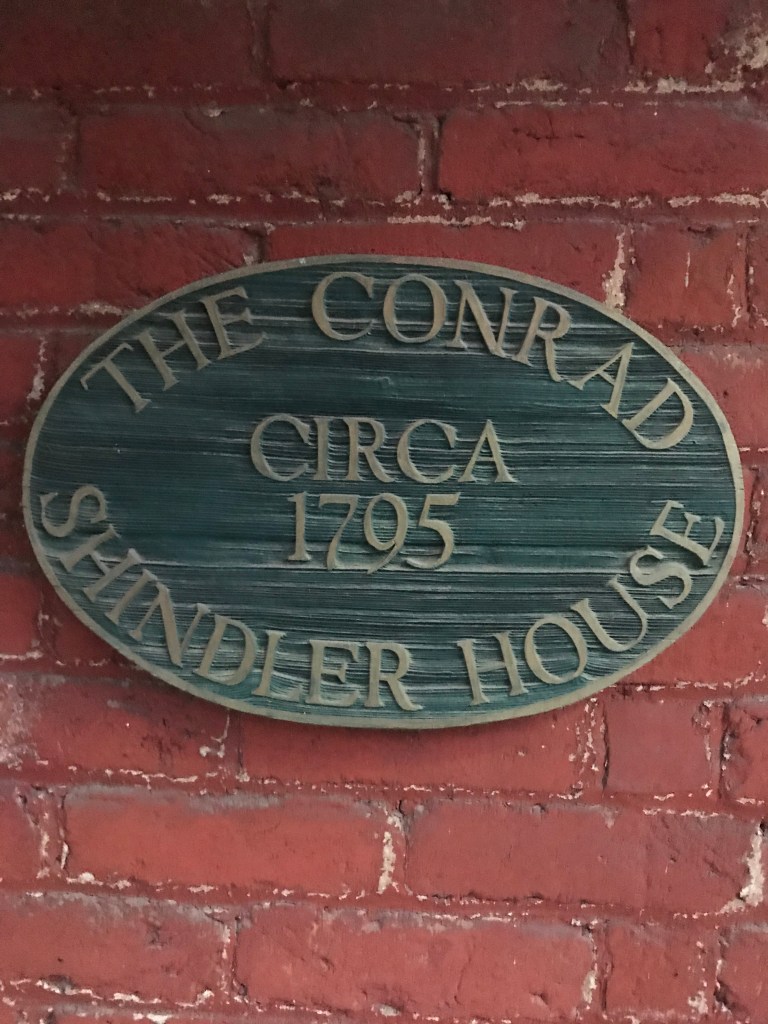 THE CONRAD
CIRCA
1795
SHINDLER HOUSE